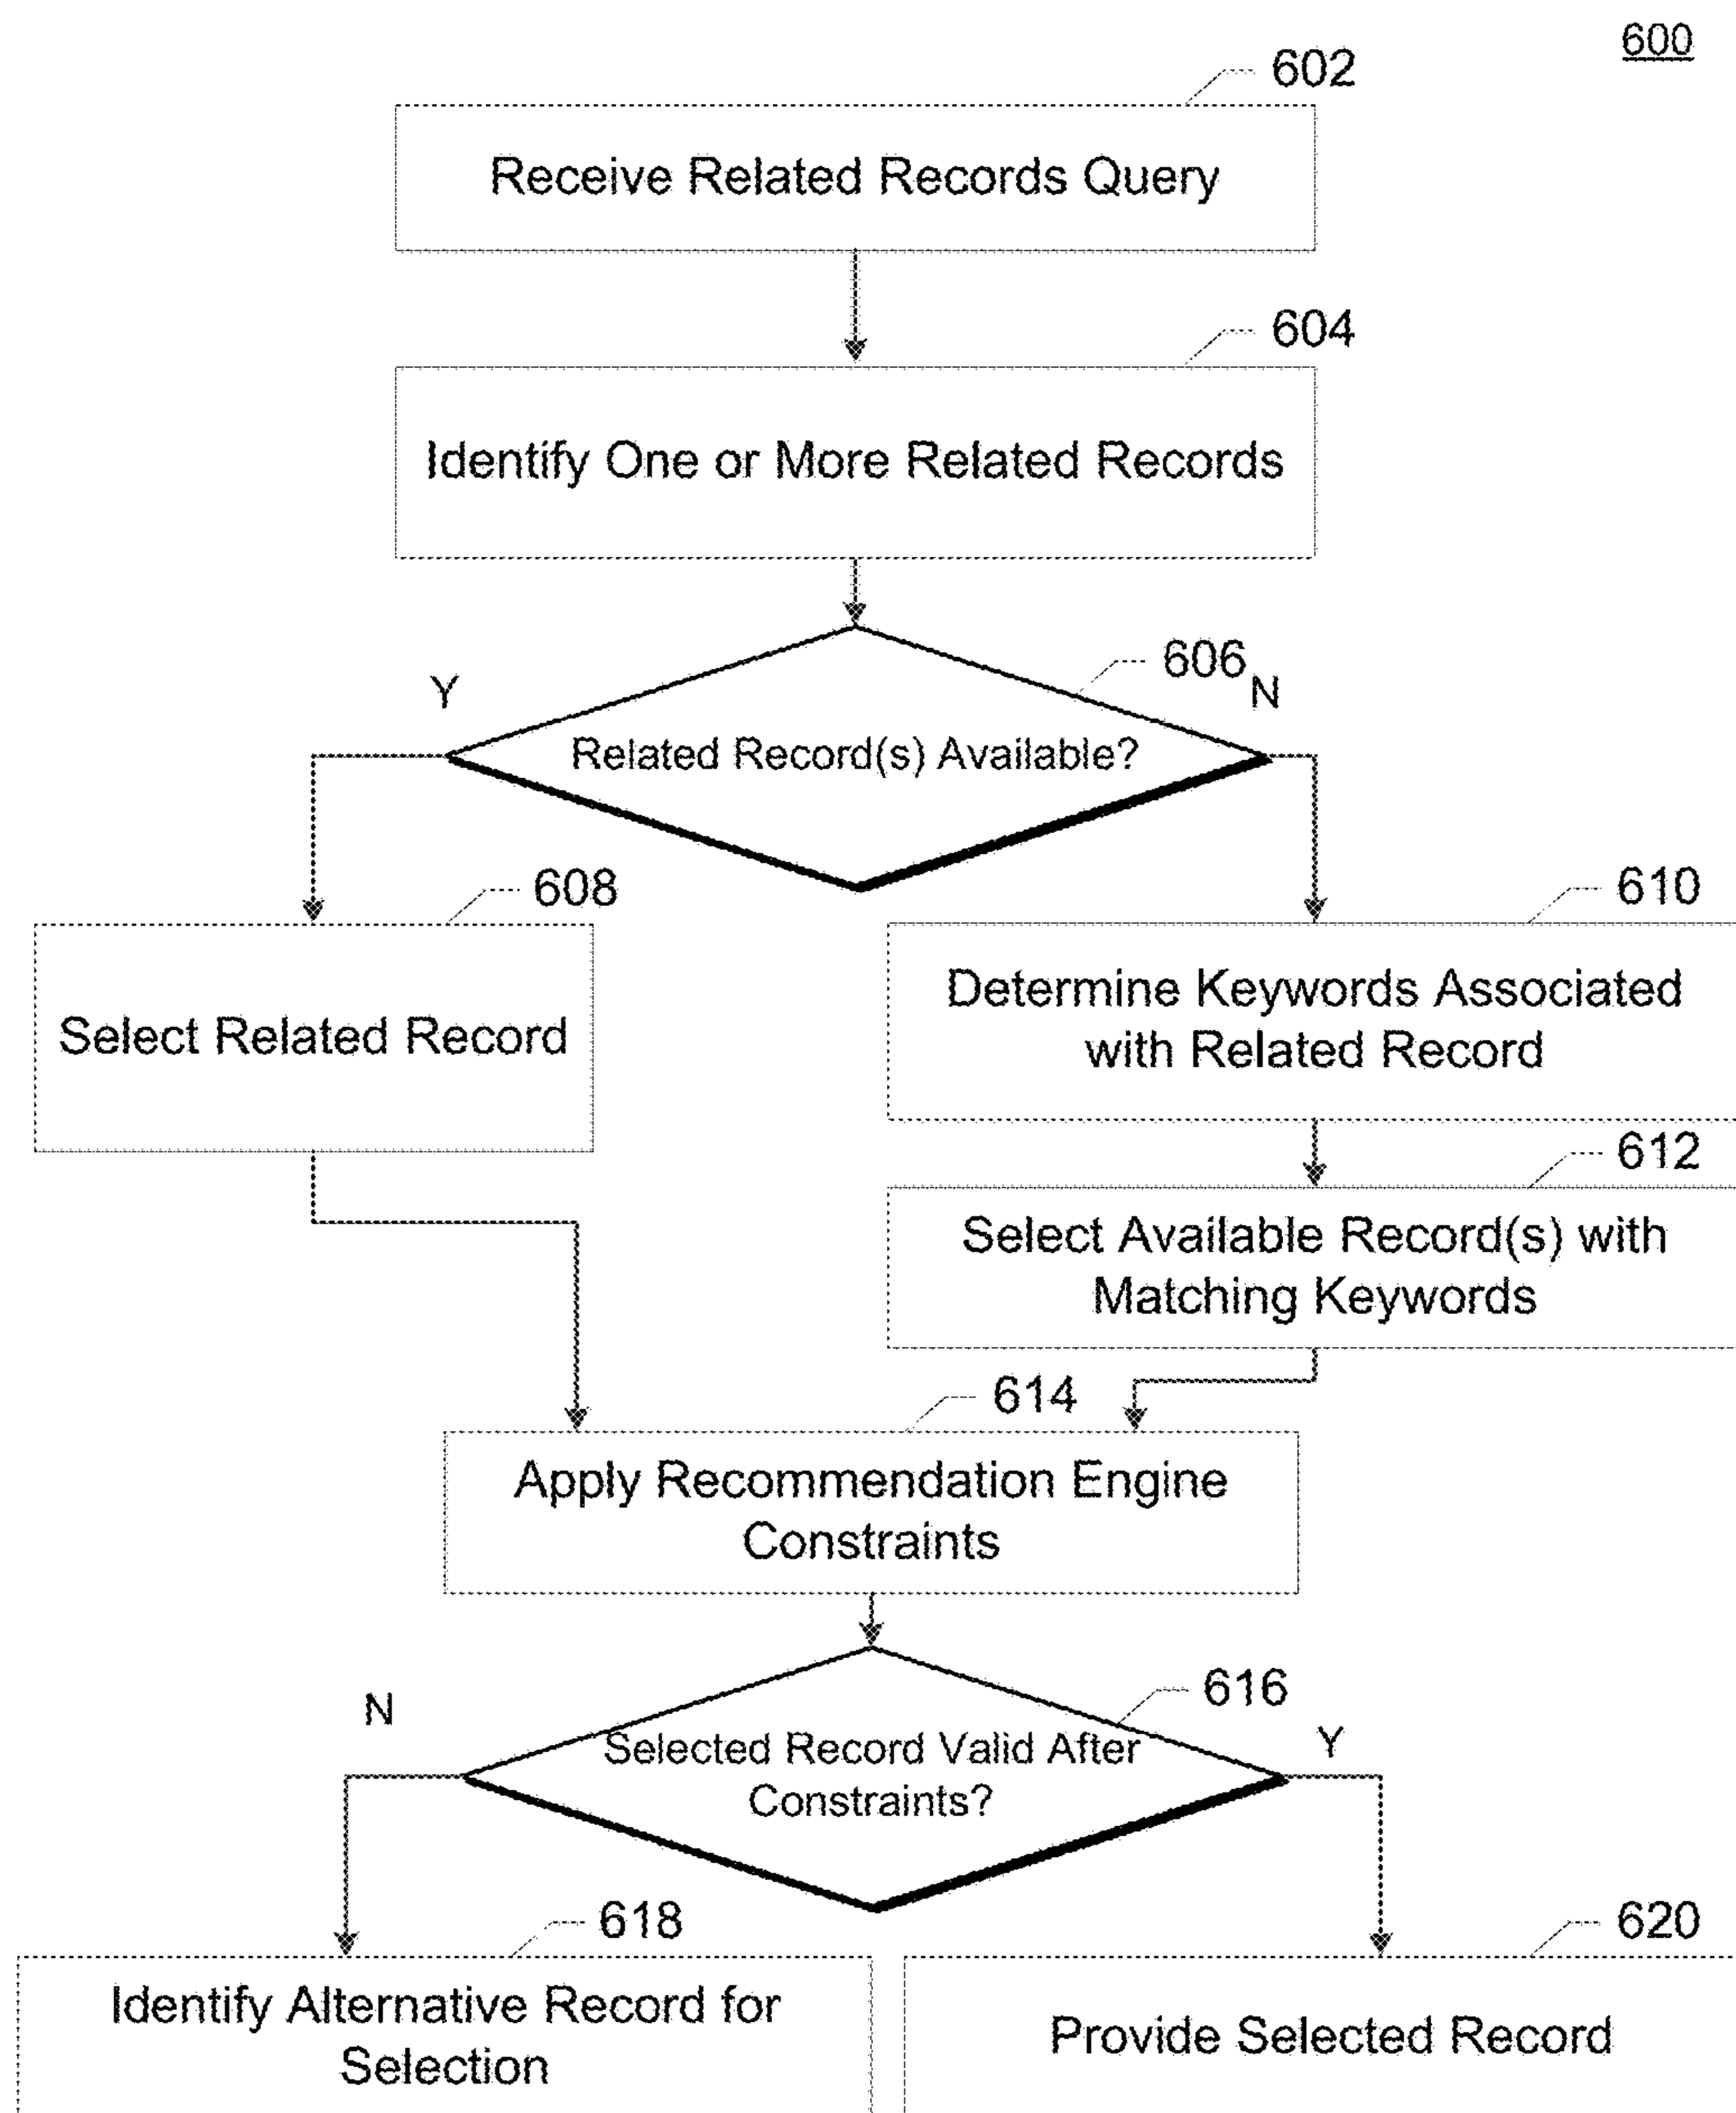 600
602
Receive Related Records Query
604
Identify One or More Related Records
606
Y
N
Related Record(s) Available?
608
610
Select Related Record
Determine Keywords Associated
with Related Record
612
Select Available Record(s) with
Matching Keywords
614
Apply Recommendation Engine
Constraints
616
N
Y
Selected Record Valid After
Constraints?
618
620
Identify Alternative Record for
Selection
Provide Selected Record